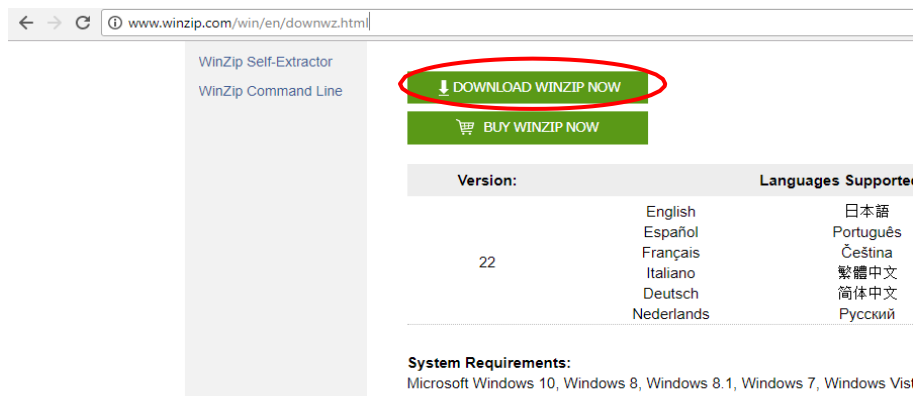 www.winzip.com/win/en/downwz.html
WinZip Self-Extractor
WinZip Command Line
DOWNLOAD WINZIP NOW
BUY WINZIP NOW
Version: Languages Supported
English 日本語
Español Português
Français Čeština
22
Italiano 繁體中文
Deutsch 简体中文
Nederlands Русский
System Requirements:
Microsoft Windows 10, Windows 8, Windows 8.1, Windows 7, Windows Vist